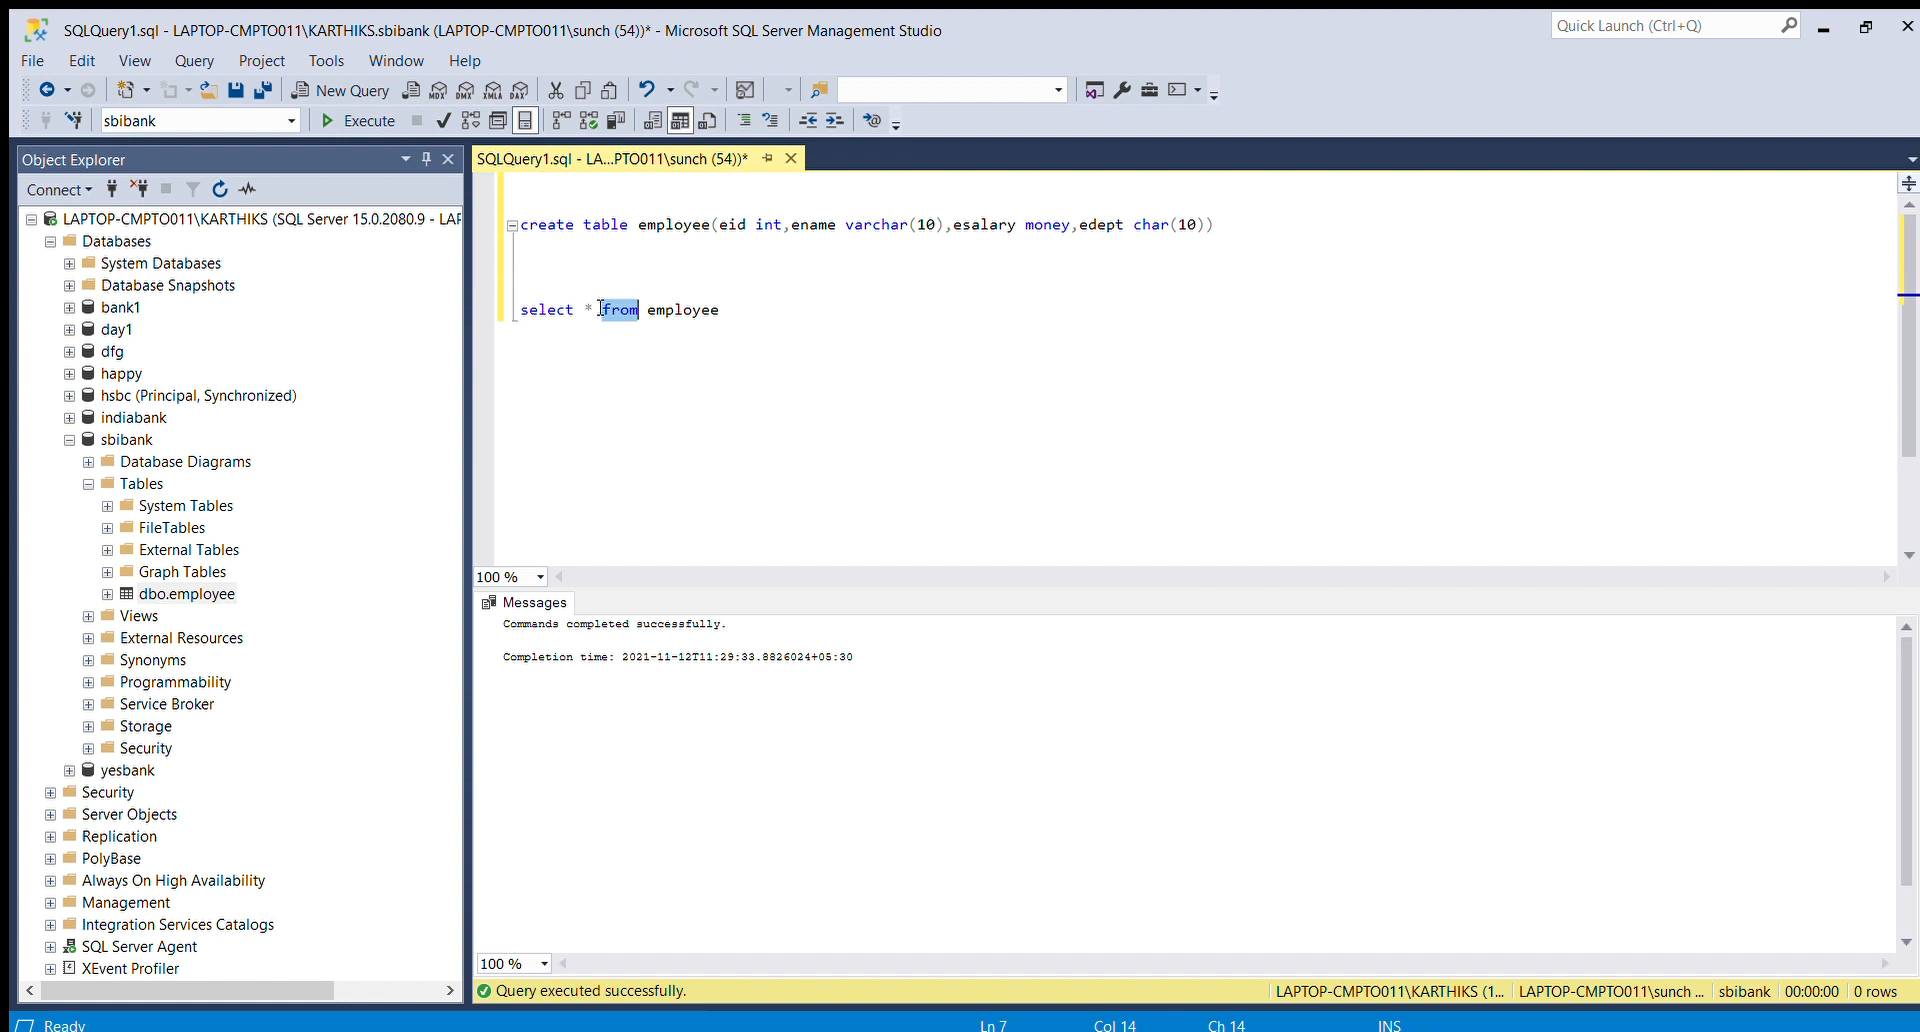 SQLQuery1.sql - LAPTOP-CMPTO011\KARTHIKS.sbibank (LAPTOP-CMPTO011\sunch (54))* - Microsoft SQL Server Management Studio
Quick Launch (Ctrl+Q)
File Edit View Query Project Tools Window Help
New Query MDX DMX XMLA DAX
sbibank Execute
Object Explorer
SQLQuery1.sql - LA...PTO011\sunch (54))*
Connect
LAPTOP-CMPTO011\KARTHIKS (SQL Server 15.0.2080.9 - LAP
Databases
System Databases
Database Snapshots
bank1
day1
dfg
happy
hsbc (Principal, Synchronized)
indiabank
sbibank
Database Diagrams
Tables
System Tables
FileTables
External Tables
Graph Tables
dbo.employee
Views
External Resources
Synonyms
Programmability
Service Broker
Storage
Security
yesbank
Security
Server Objects
Replication
PolyBase
Always On High Availability
Management
Integration Services Catalogs
SQL Server Agent
XEvent Profiler
create table employee(eid int,ename varchar(10),esalary money,edept char(10))
select * from employee
100 %
Messages
Commands completed successfully.
Completion time: 2021-11-12T11:29:33.8826024+05:30
100 %
Query executed successfully. LAPTOP-CMPTO011\KARTHIKS (1... LAPTOP-CMPTO011\sunch ... sbibank 00:00:00 0 rows
Ready Ln 7 Col 14 Ch 14 INS